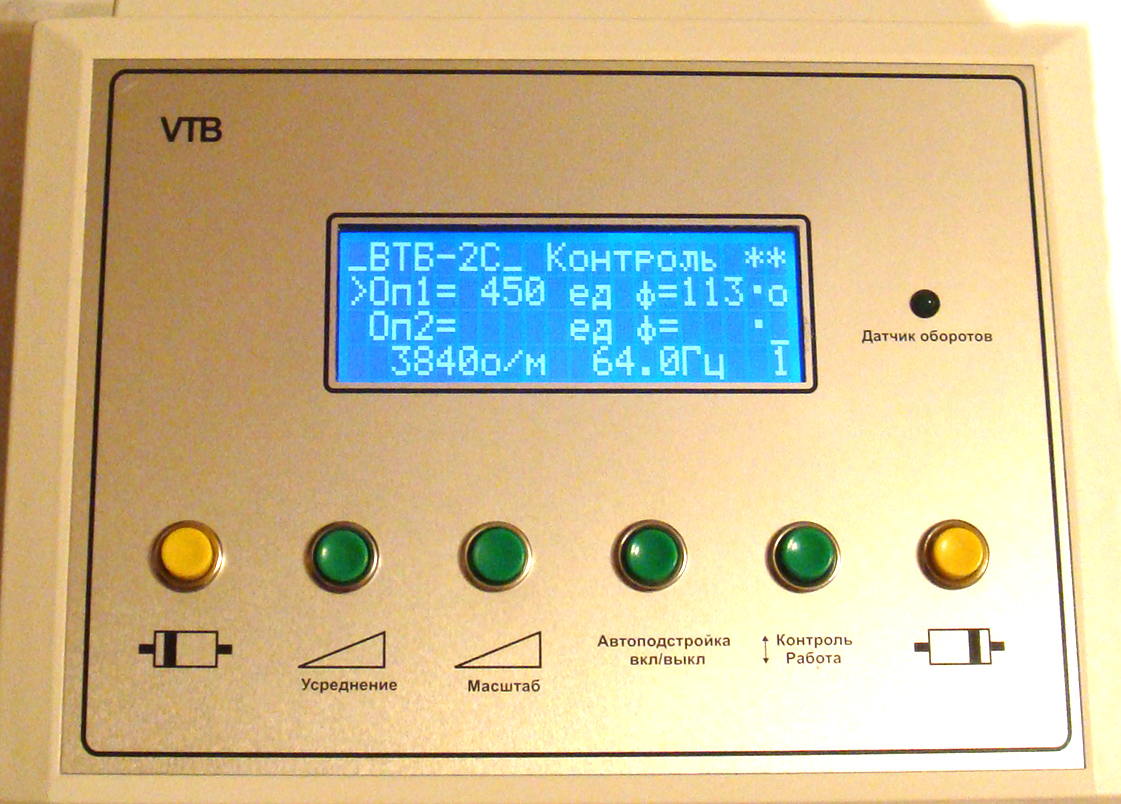 VTB
_ВТБ-2С_ Контроль **
>Оп1= 450 ед ф=113·о
Оп2= ед ф= ·_
3840о/м 64.0Гц 1
Датчик оборотов
Усреднение
Масштаб
Автоподстройка
вкл/выкл
Контроль
Работа